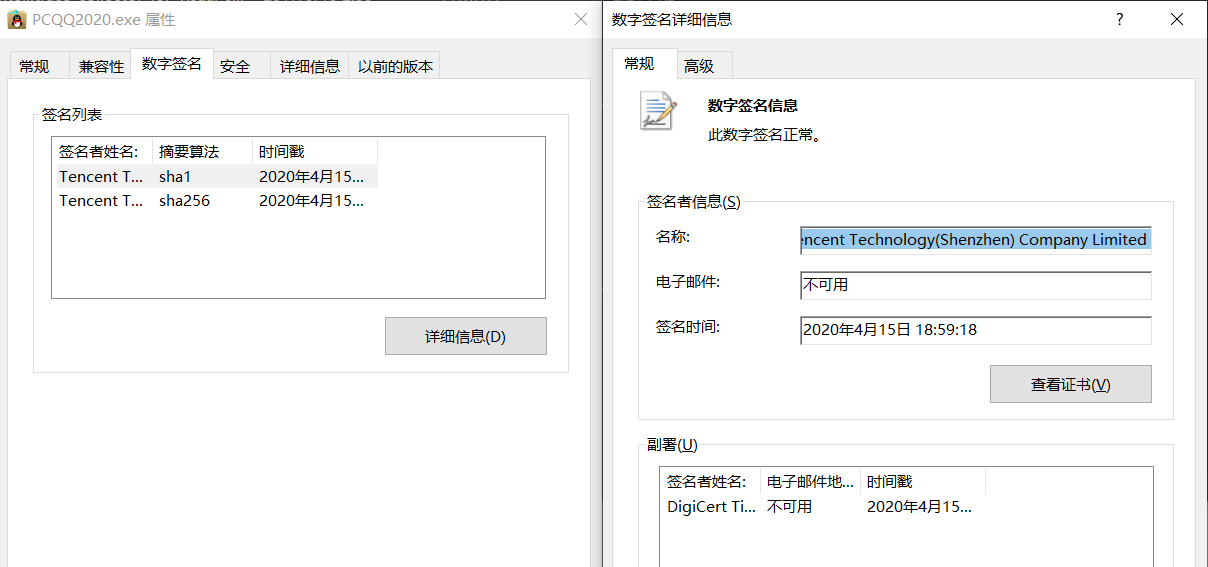 PCQQ2020.exe 属性
常规 兼容性 数字签名 安全 详细信息 以前的版本
签名列表
签名者姓名: 摘要算法 时间戳
Tencent T... sha1 2020年4月15...
Tencent T... sha256 2020年4月15...
详细信息(D)
数字签名详细信息 ?
常规 高级
数字签名信息
此数字签名正常。
签名者信息(S)
名称: encent Technology(Shenzhen) Company Limited
电子邮件: 不可用
签名时间: 2020年4月15日 18:59:18
查看证书(V)
副署(U)
签名者姓名: 电子邮件地... 时间戳
DigiCert Ti... 不可用 2020年4月15...